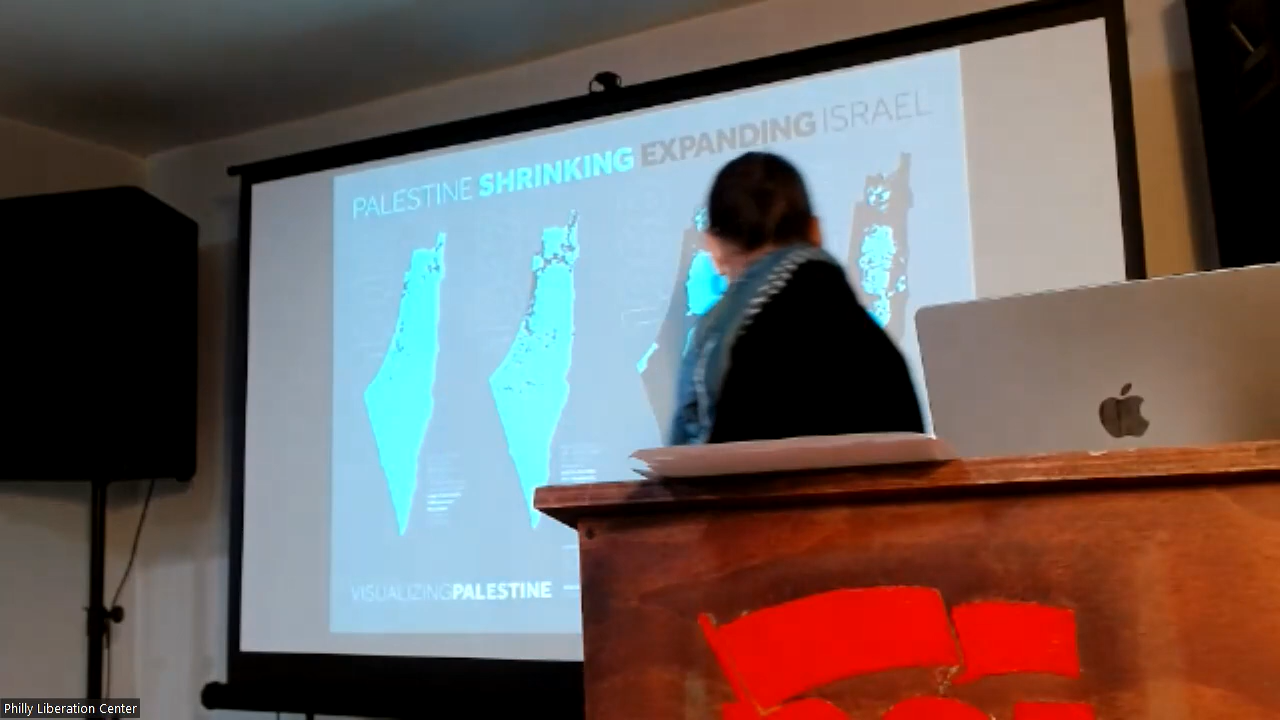 PALESTINE SHRINKING EXPANDING ISRAEL
VISUALIZINGPALESTINE
Philly Liberation Center